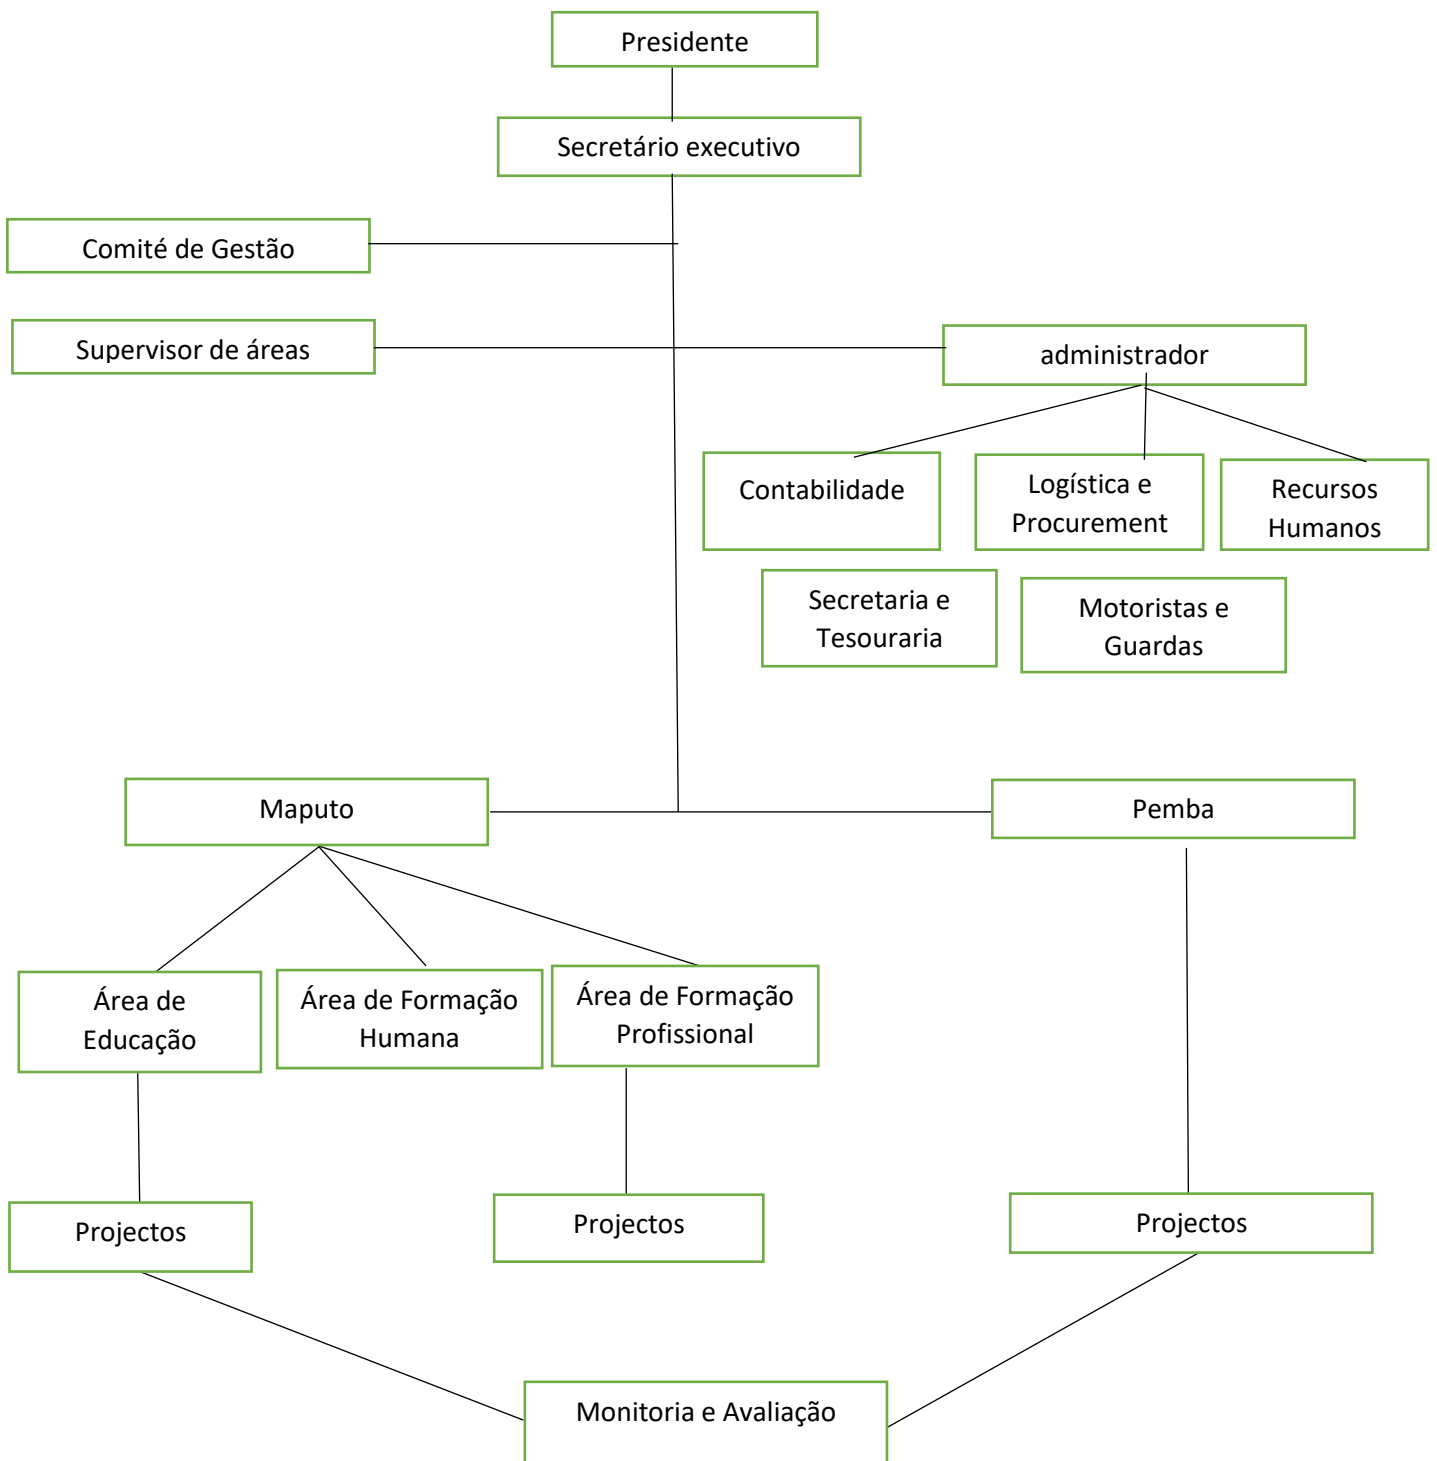 Presidente
Secretário executivo
Comité de Gestão
Supervisor de áreas
administrador
Contabilidade
Logística e
Procurement
Recursos
Humanos
Secretaria e
Tesouraria
Motoristas e
Guardas
Maputo
Pemba
Área de
Educação
Área de Formação
Humana
Área de Formação
Profissional
Projectos
Projectos
Projectos
Monitoria e Avaliação